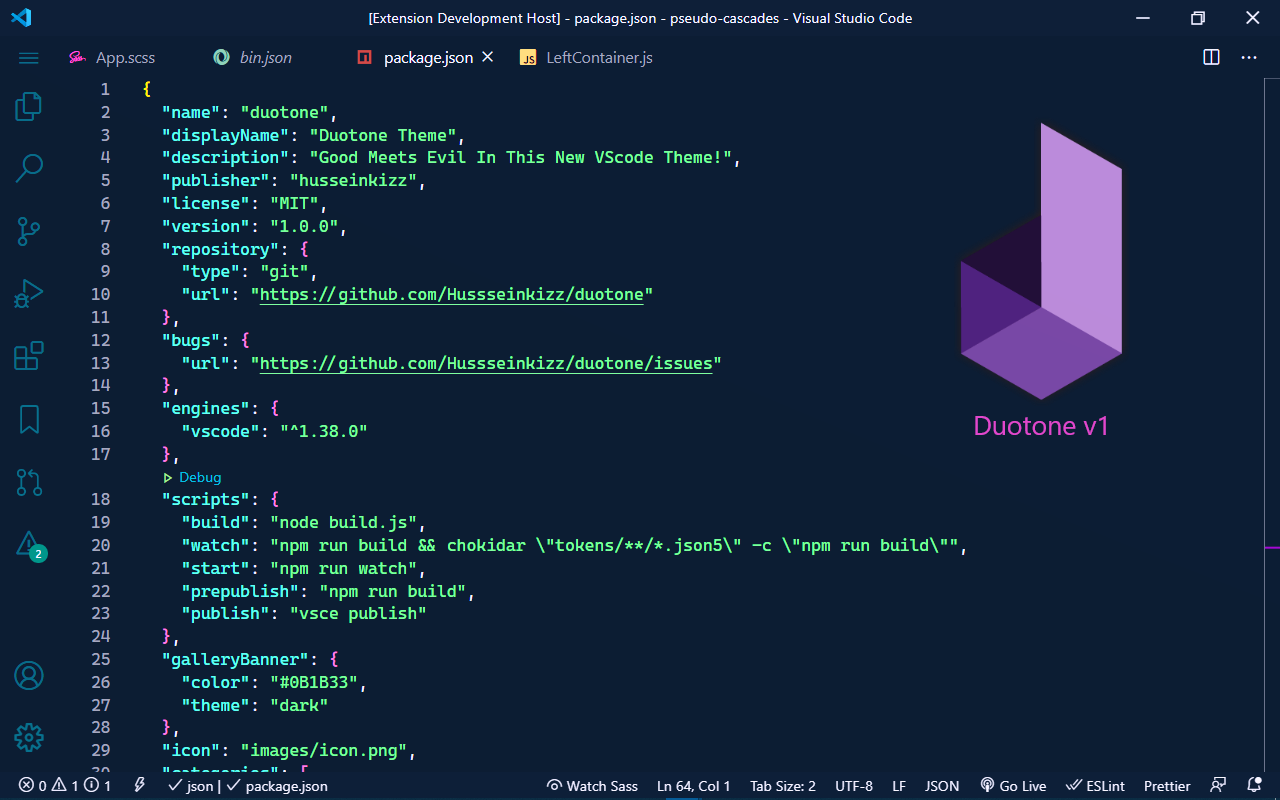 [Extension Development Host] - package.json - pseudo-cascades - Visual Studio Code
App.scss bin.json package.json JS LeftContainer.js
1 {
2 "name": "duotone",
3 "displayName": "Duotone Theme",
4 "description": "Good Meets Evil In This New VScode Theme!",
5 "publisher": "husseinkizz",
6 "license": "MIT",
7 "version": "1.0.0",
8 "repository": {
9 "type": "git",
10 "url": "https://github.com/Hussseinkizz/duotone"
11 },
12 "bugs": {
13 "url": "https://github.com/Hussseinkizz/duotone/issues"
14 },
15 "engines": {
16 "vscode": "^1.38.0"
17 },
Debug
18 "scripts": {
19 "build": "node build.js",
20 "watch": "npm run build && chokidar \"tokens/**/*.json5\" -c \"npm run build\"",
21 "start": "npm run watch",
22 "prepublish": "npm run build",
23 "publish": "vsce publish"
24 },
25 "galleryBanner": {
26 "color": "#0B1B33",
27 "theme": "dark"
28 },
29 "icon": "images/icon.png",
30 "categories": [
Duotone v1
2
0 1 1 json | package.json Watch Sass Ln 64, Col 1 Tab Size: 2 UTF-8 LF JSON Go Live ESLint Prettier